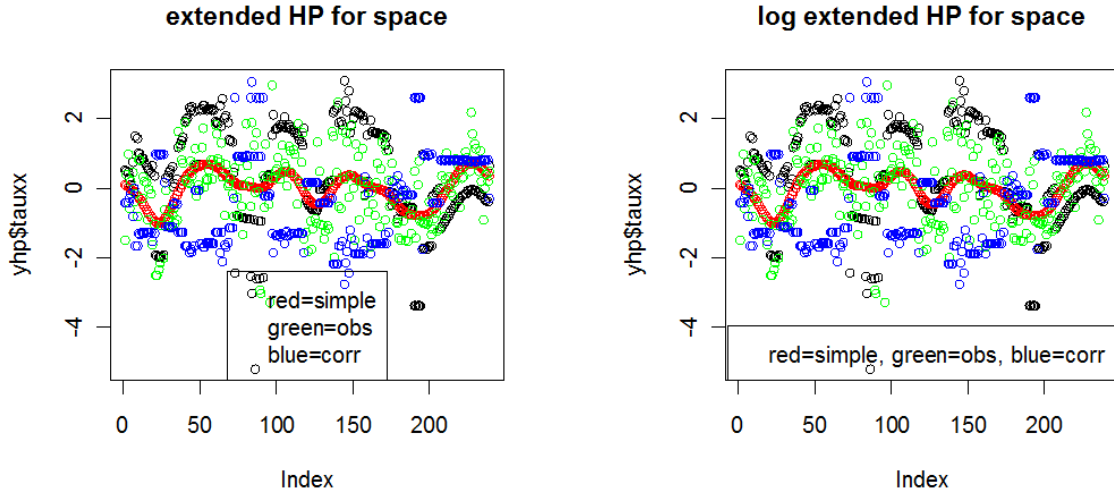 extended HP for space
yhp$tauxx
2
0
-2
-4
red=simple
green=obs
blue=corr
0 50 100 150 200
Index
log extended HP for space
yhp$tauxx
2
0
-2
-4
red=simple, green=obs, blue=corr
0 50 100 150 200
Index